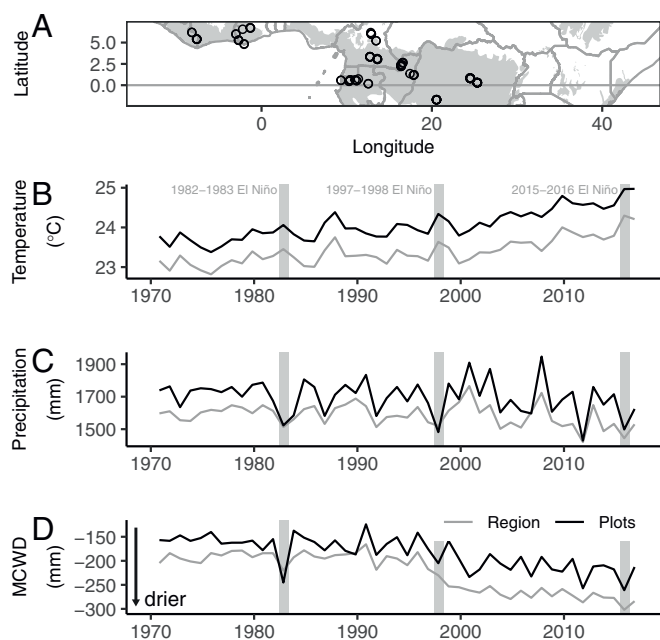 A
Latitude
5.0
2.5
0.0
0 20 40
Longitude
B
Temperature
(°C)
1982–1983 El Niño 1997–1998 El Niño 2015–2016 El Niño
25
24
23
1970 1980 1990 2000 2010
C
Precipitation
(mm)
1900
1700
1500
1970 1980 1990 2000 2010
D
MCWD
(mm)
Region Plots
−150
−200
−250
−300
drier
1970 1980 1990 2000 2010